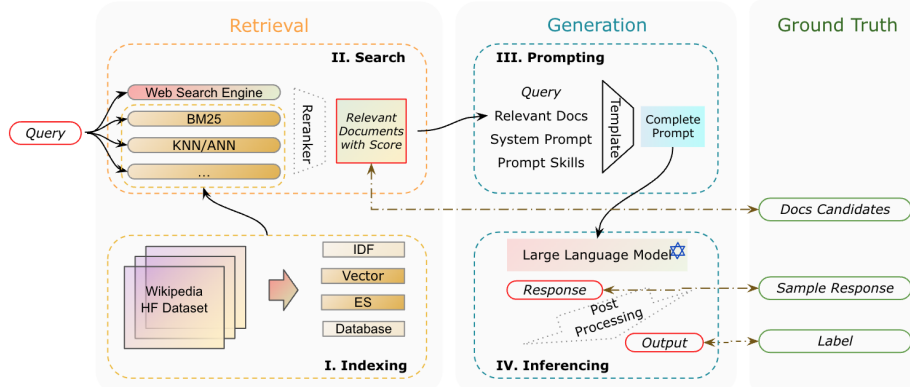 Retrieval
Generation
Ground Truth
II. Search
Web Search Engine
BM25
KNN/ANN
...
Query
Reranker
Relevant
Documents
with Score
III. Prompting
Query
Relevant Docs
System Prompt
Prompt Skills
Template
Complete
Prompt
Docs Candidates
Wikipedia
HF Dataset
IDF
Vector
ES
Database
I. Indexing
Large Language Model
Response
Post
Processing
Output
IV. Inferencing
Sample Response
Label